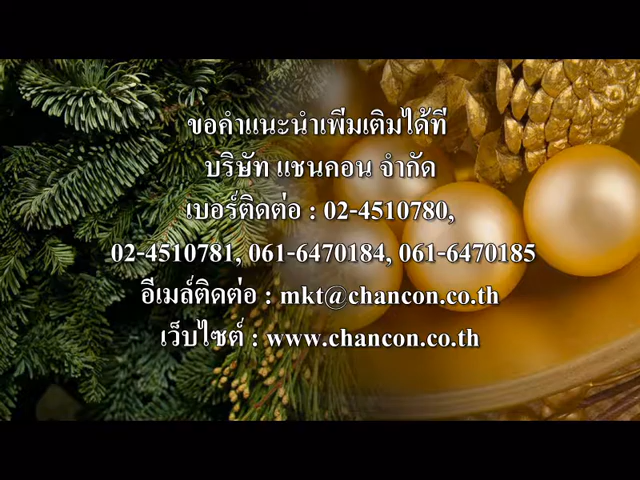 ขอคำแนะนำเพิ่มเติมได้ที่
บริษัท แชนคอน จำกัด
เบอร์ติดต่อ : 02-4510780,
02-4510781, 061-6470184, 061-6470185
อีเมล์ติดต่อ : mkt@chancon.co.th
เว็บไซต์ : www.chancon.co.th